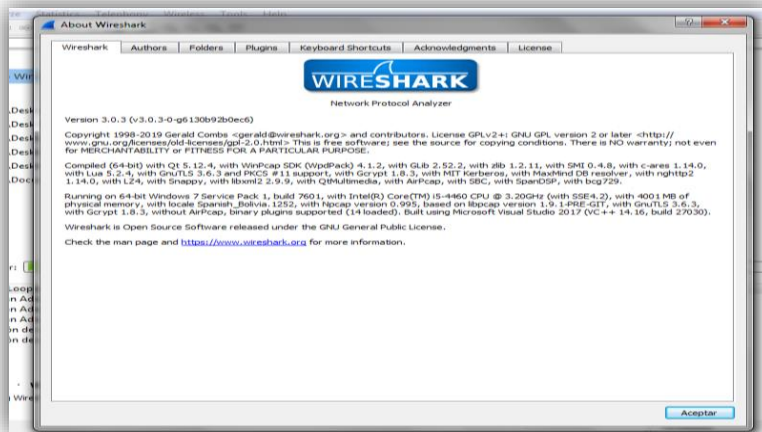 Statistics Telephony Wireless Tools Help
About Wireshark
Wireshark Authors Folders Plugins Keyboard Shortcuts Acknowledgments License
WIRESHARK
Network Protocol Analyzer
Version 3.0.3 (v3.0.3-0-g6130b92b0ec6)
Copyright 1998-2019 Gerald Combs <gerald@wireshark.org> and contributors. License GPLv2+: GNU GPL version 2 or later <http://
www.gnu.org/licenses/old-licenses/gpl-2.0.html> This is free software; see the source for copying conditions. There is NO warranty; not even
for MERCHANTABILITY or FITNESS FOR A PARTICULAR PURPOSE.
Compiled (64-bit) with Qt 5.12.4, with WinPcap SDK (WpdPack) 4.1.2, with GLib 2.52.2, with zlib 1.2.11, with SMI 0.4.8, with c-ares 1.14.0,
with Lua 5.2.4, with GnuTLS 3.6.3 and PKCS #11 support, with Gcrypt 1.8.3, with MIT Kerberos, with MaxMind DB resolver, with nghttp2
1.14.0, with LZ4, with Snappy, with libxml2 2.9.9, with QtMultimedia, with AirPcap, with SBC, with SpanDSP, with bcg729.
Running on 64-bit Windows 7 Service Pack 1, build 7601, with Intel(R) Core(TM) i5-4460 CPU @ 3.20GHz (with SSE4.2), with 4001 MB of
physical memory, with locale Spanish_Bolivia.1252, with Npcap version 0.995, based on libpcap version 1.9.1-PRE-GIT, with GnuTLS 3.6.3,
with Gcrypt 1.8.3, without AirPcap, binary plugins supported (14 loaded). Built using Microsoft Visual Studio 2017 (VC++ 14.16, build 27030).
Wireshark is Open Source Software released under the GNU General Public License.
Check the man page and https://www.wireshark.org for more information.
Aceptar